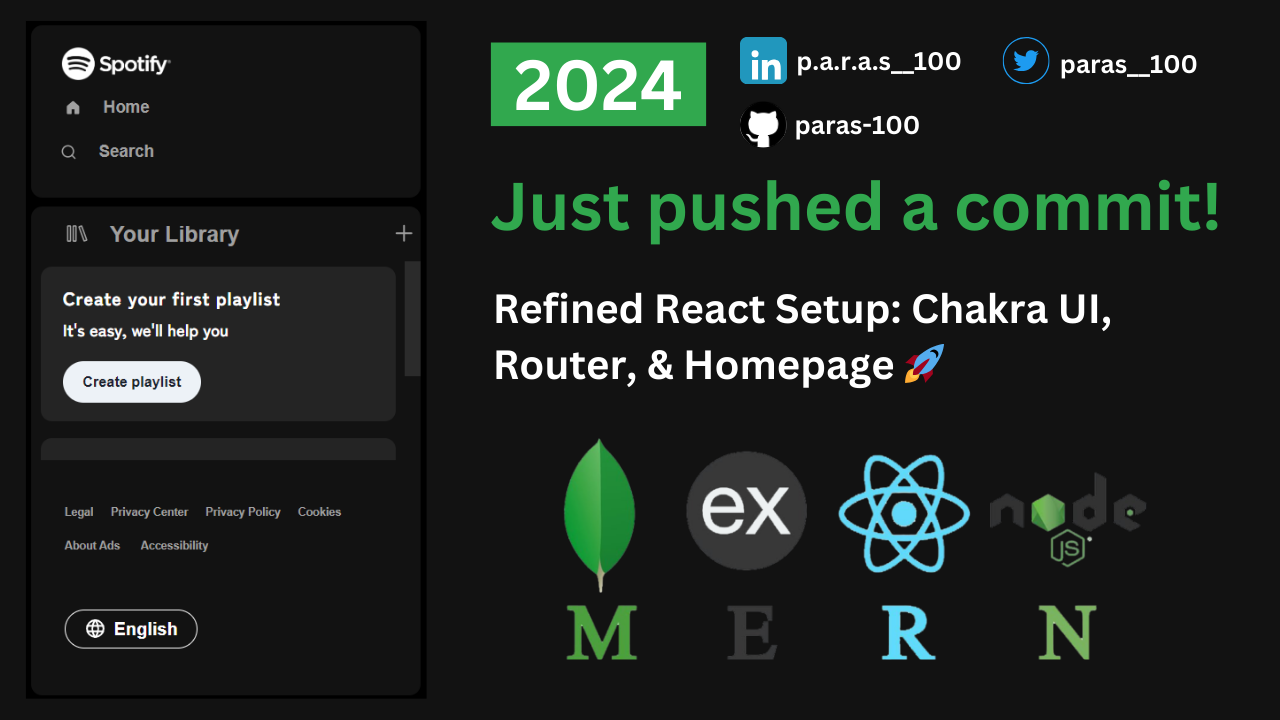 Spotify
Home
Search
Your Library
Create your first playlist
It's easy, we'll help you
Create playlist
Legal Privacy Center Privacy Policy Cookies
About Ads Accessibility
English
2024
in p.a.r.a.s__100
paras__100
paras-100
Just pushed a commit!
Refined React Setup: Chakra UI,
Router, & Homepage 🚀
ex
node
JS
M E R N